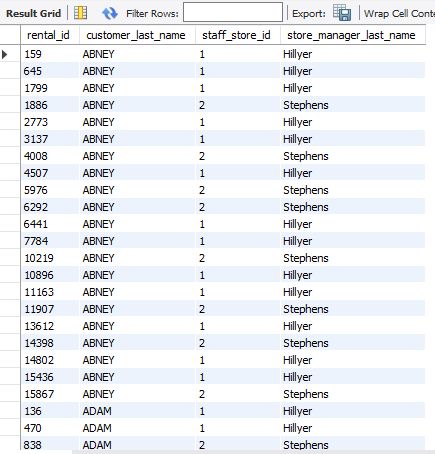 Result Grid Filter Rows: Export: Wrap Cell Conte
rental_id customer_last_name staff_store_id store_manager_last_name
159 ABNEY 1 Hillyer
645 ABNEY 1 Hillyer
1799 ABNEY 1 Hillyer
1886 ABNEY 2 Stephens
2773 ABNEY 1 Hillyer
3137 ABNEY 1 Hillyer
4008 ABNEY 2 Stephens
4507 ABNEY 1 Hillyer
5976 ABNEY 2 Stephens
6292 ABNEY 2 Stephens
6441 ABNEY 1 Hillyer
7784 ABNEY 1 Hillyer
10219 ABNEY 2 Stephens
10896 ABNEY 1 Hillyer
11163 ABNEY 1 Hillyer
11907 ABNEY 2 Stephens
13612 ABNEY 1 Hillyer
14398 ABNEY 2 Stephens
14802 ABNEY 1 Hillyer
15436 ABNEY 1 Hillyer
15867 ABNEY 2 Stephens
136 ADAM 1 Hillyer
470 ADAM 1 Hillyer
838 ADAM 2 Stephens